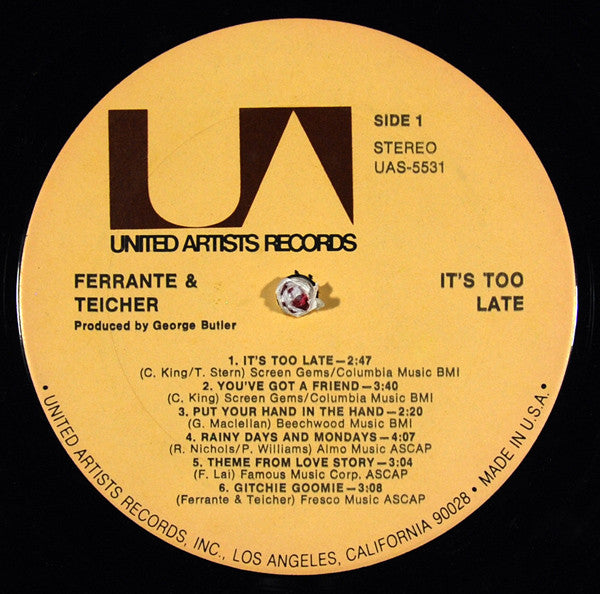 UA
SIDE 1
STEREO
UAS-5531
UNITED ARTISTS RECORDS
FERRANTE &
TEICHER
Produced by George Butler
IT'S TOO
LATE
1. IT'S TOO LATE—2:47
(C. King/T. Stern) Screen Gems/Columbia Music BMI
2. YOU'VE GOT A FRIEND—3:40
(C. King) Screen Gems/Columbia Music BMI
3. PUT YOUR HAND IN THE HAND—2:20
(G. Maclellan) Beechwood Music BMI
4. RAINY DAYS AND MONDAYS—4:07
(R. Nichols/P. Williams) Almo Music ASCAP
5. THEME FROM LOVE STORY—3:04
(F. Lai) Famous Music Corp. ASCAP
6. GITCHIE GOOMIE—3:08
(Ferrante & Teicher) Fresco Music ASCAP
• UNITED ARTISTS RECORDS, INC., LOS ANGELES, CALIFORNIA 90028 • MADE IN U.S.A. •